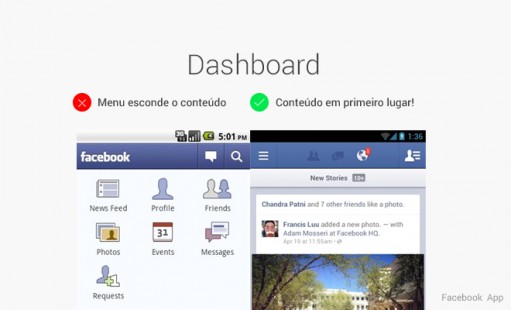 Dashboard
Menu esconde o conteúdo
Conteúdo em primeiro lugar!
3G 5:01 PM
facebook
News Feed Profile Friends
Photos Events Messages
Requests
1:36
New Stories 10+
Chandra Patni and 7 other friends like a photo.
Francis Luu added a new photo. — with
Adam Mosseri at Facebook HQ.
Apr 19 at 11:55am
31
Facebook App